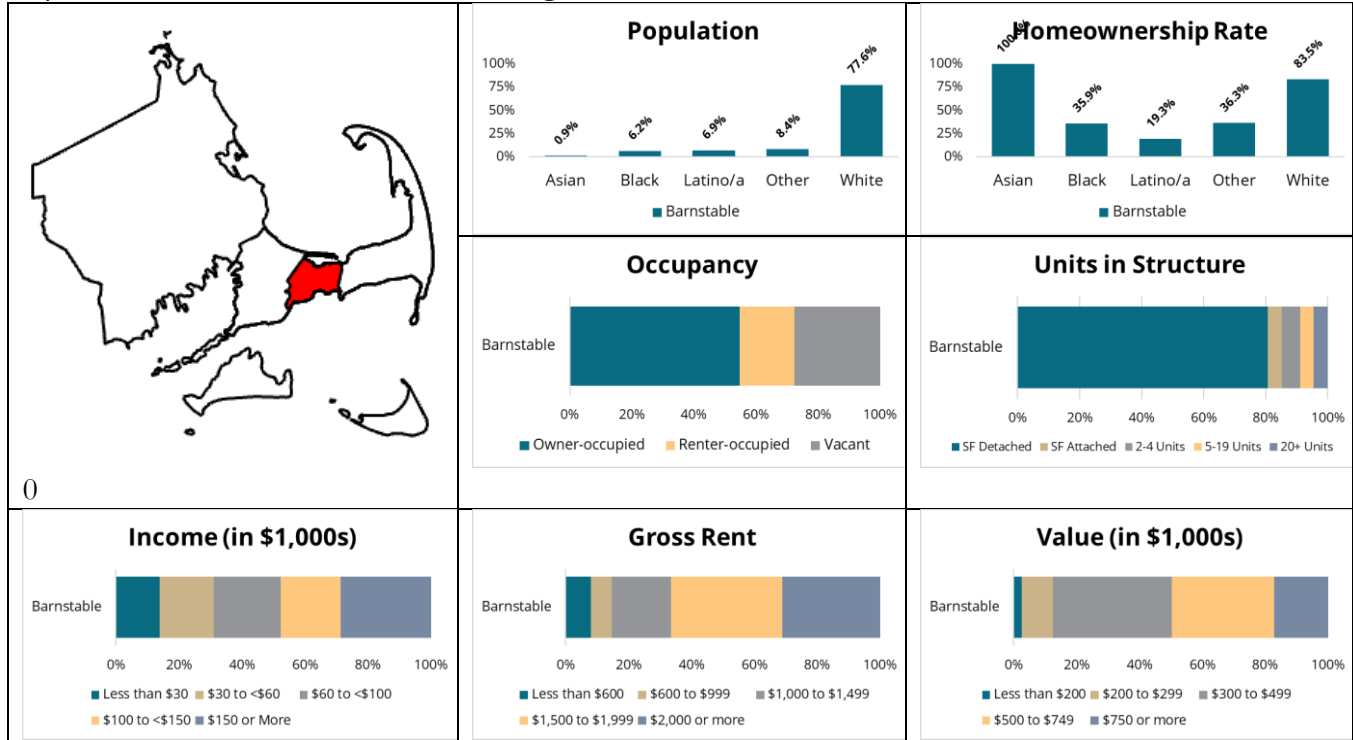 0
Population
100%
75%
50%
25%
0%
0.9%
6.2%
6.9%
8.4%
77.6%
Asian Black Latino/a Other White
Barnstable
Homeownership Rate
100%
75%
50%
25%
0%
35.9%
19.3%
36.3%
83.5%
Asian Black Latino/a Other White
Barnstable
Occupancy
Barnstable
0% 20% 40% 60% 80% 100%
Owner-occupied Renter-occupied Vacant
Units in Structure
Barnstable
0% 20% 40% 60% 80% 100%
SF Detached SF Attached 2-4 Units 5-19 Units 20+ Units
Income (in $1,000s)
Barnstable
0% 20% 40% 60% 80% 100%
Less than $30 $30 to <$60 $60 to <$100
$100 to <$150 $150 or More
Gross Rent
Barnstable
0% 20% 40% 60% 80% 100%
Less than $600 $600 to $999 $1,000 to $1,499
$1,500 to $1,999 $2,000 or more
Value (in $1,000s)
Barnstable
0% 20% 40% 60% 80% 100%
Less than $200 $200 to $299 $300 to $499
$500 to $749 $750 or more